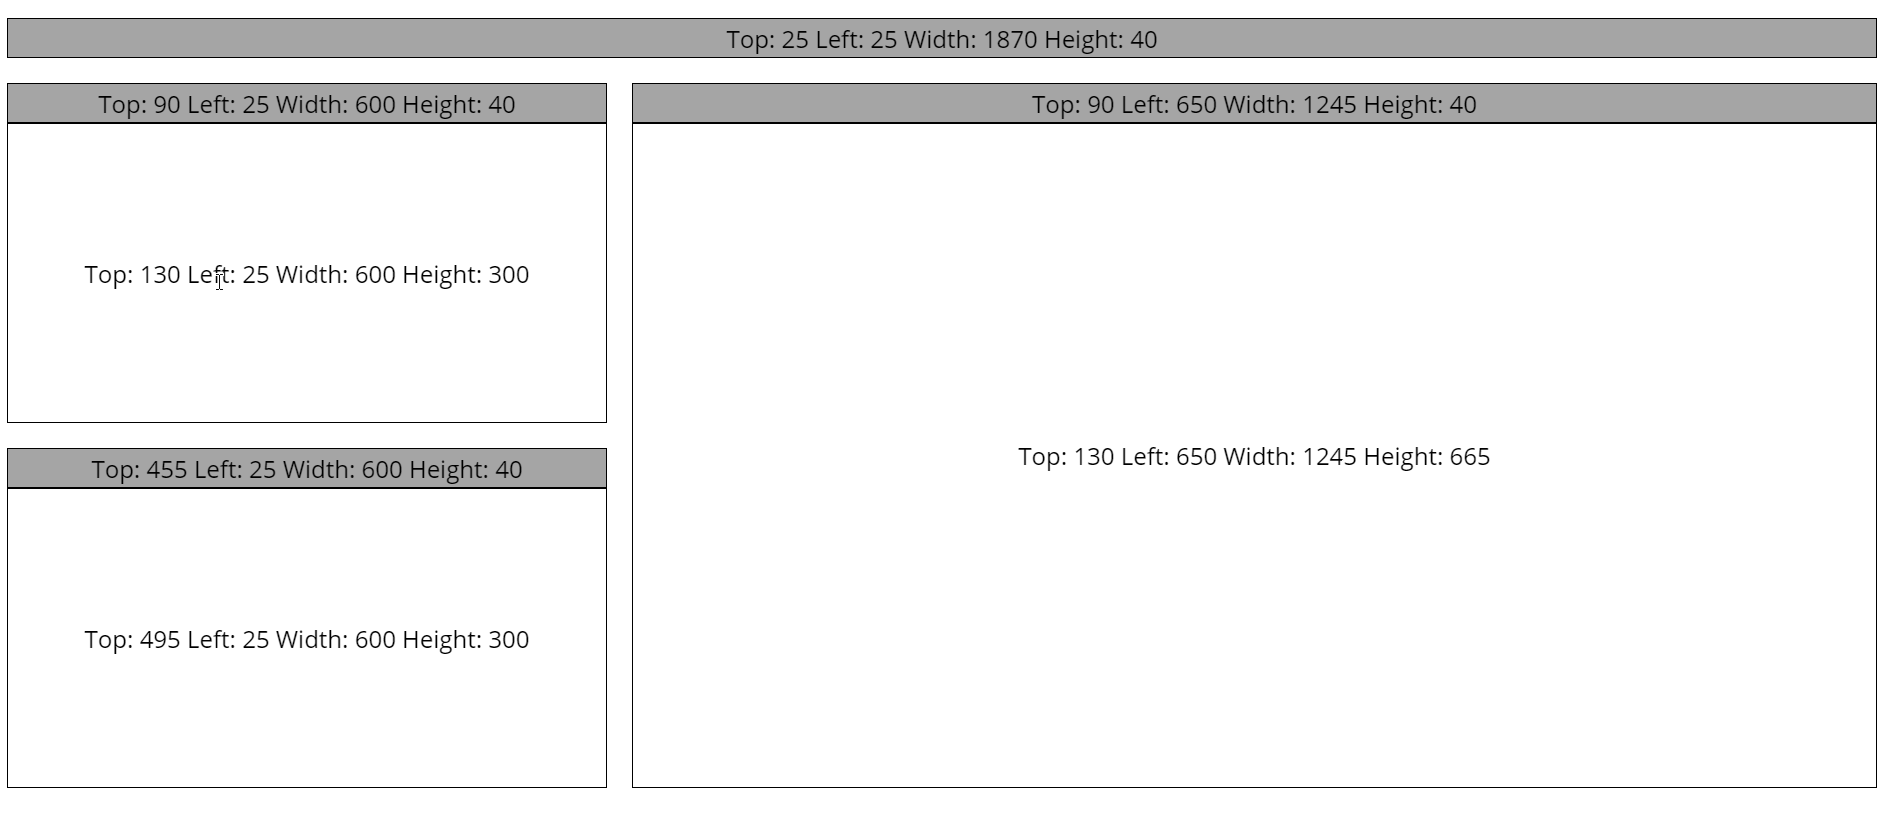 Top: 25 Left: 25 Width: 1870 Height: 40
Top: 90 Left: 25 Width: 600 Height: 40
Top: 130 Left: 25 Width: 600 Height: 300
Top: 455 Left: 25 Width: 600 Height: 40
Top: 495 Left: 25 Width: 600 Height: 300
Top: 90 Left: 650 Width: 1245 Height: 40
Top: 130 Left: 650 Width: 1245 Height: 665